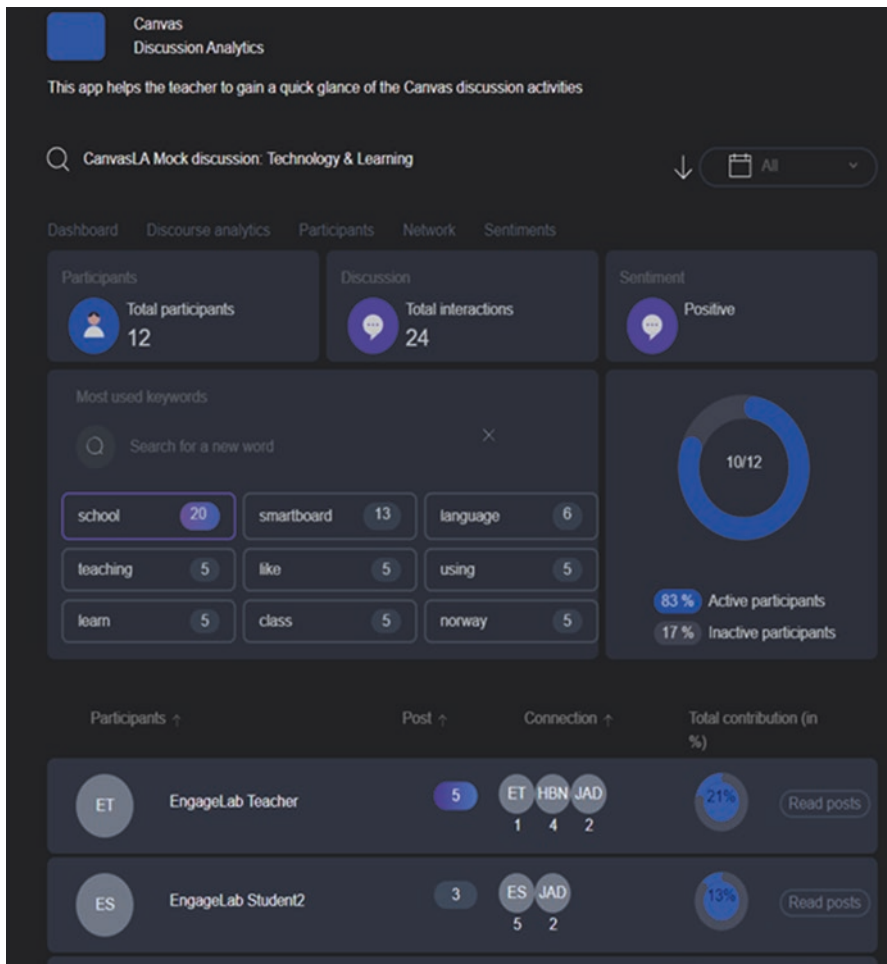 Canvas
Discussion Analytics
This app helps the teacher to gain a quick glance of the Canvas discussion activities
CanvasLA Mock discussion: Technology & Learning
All
Dashboard Discourse analytics Participants Network Sentiments
Participants
Total participants
12
Discussion
Total interactions
24
Sentiment
Positive
Most used keywords
Search for a new word
school 20 smartboard 13 language 6
teaching 5 like 5 using 5
learn 5 class 5 norway 5
10/12
83 % Active participants
17 % Inactive participants
Participants Post Connection Total contribution (in
%)
ET EngageLab Teacher 5 ET HBN JAD 21% Read posts
1 4 2
ES EngageLab Student2 3 ES JAD 13% Read posts
5 2